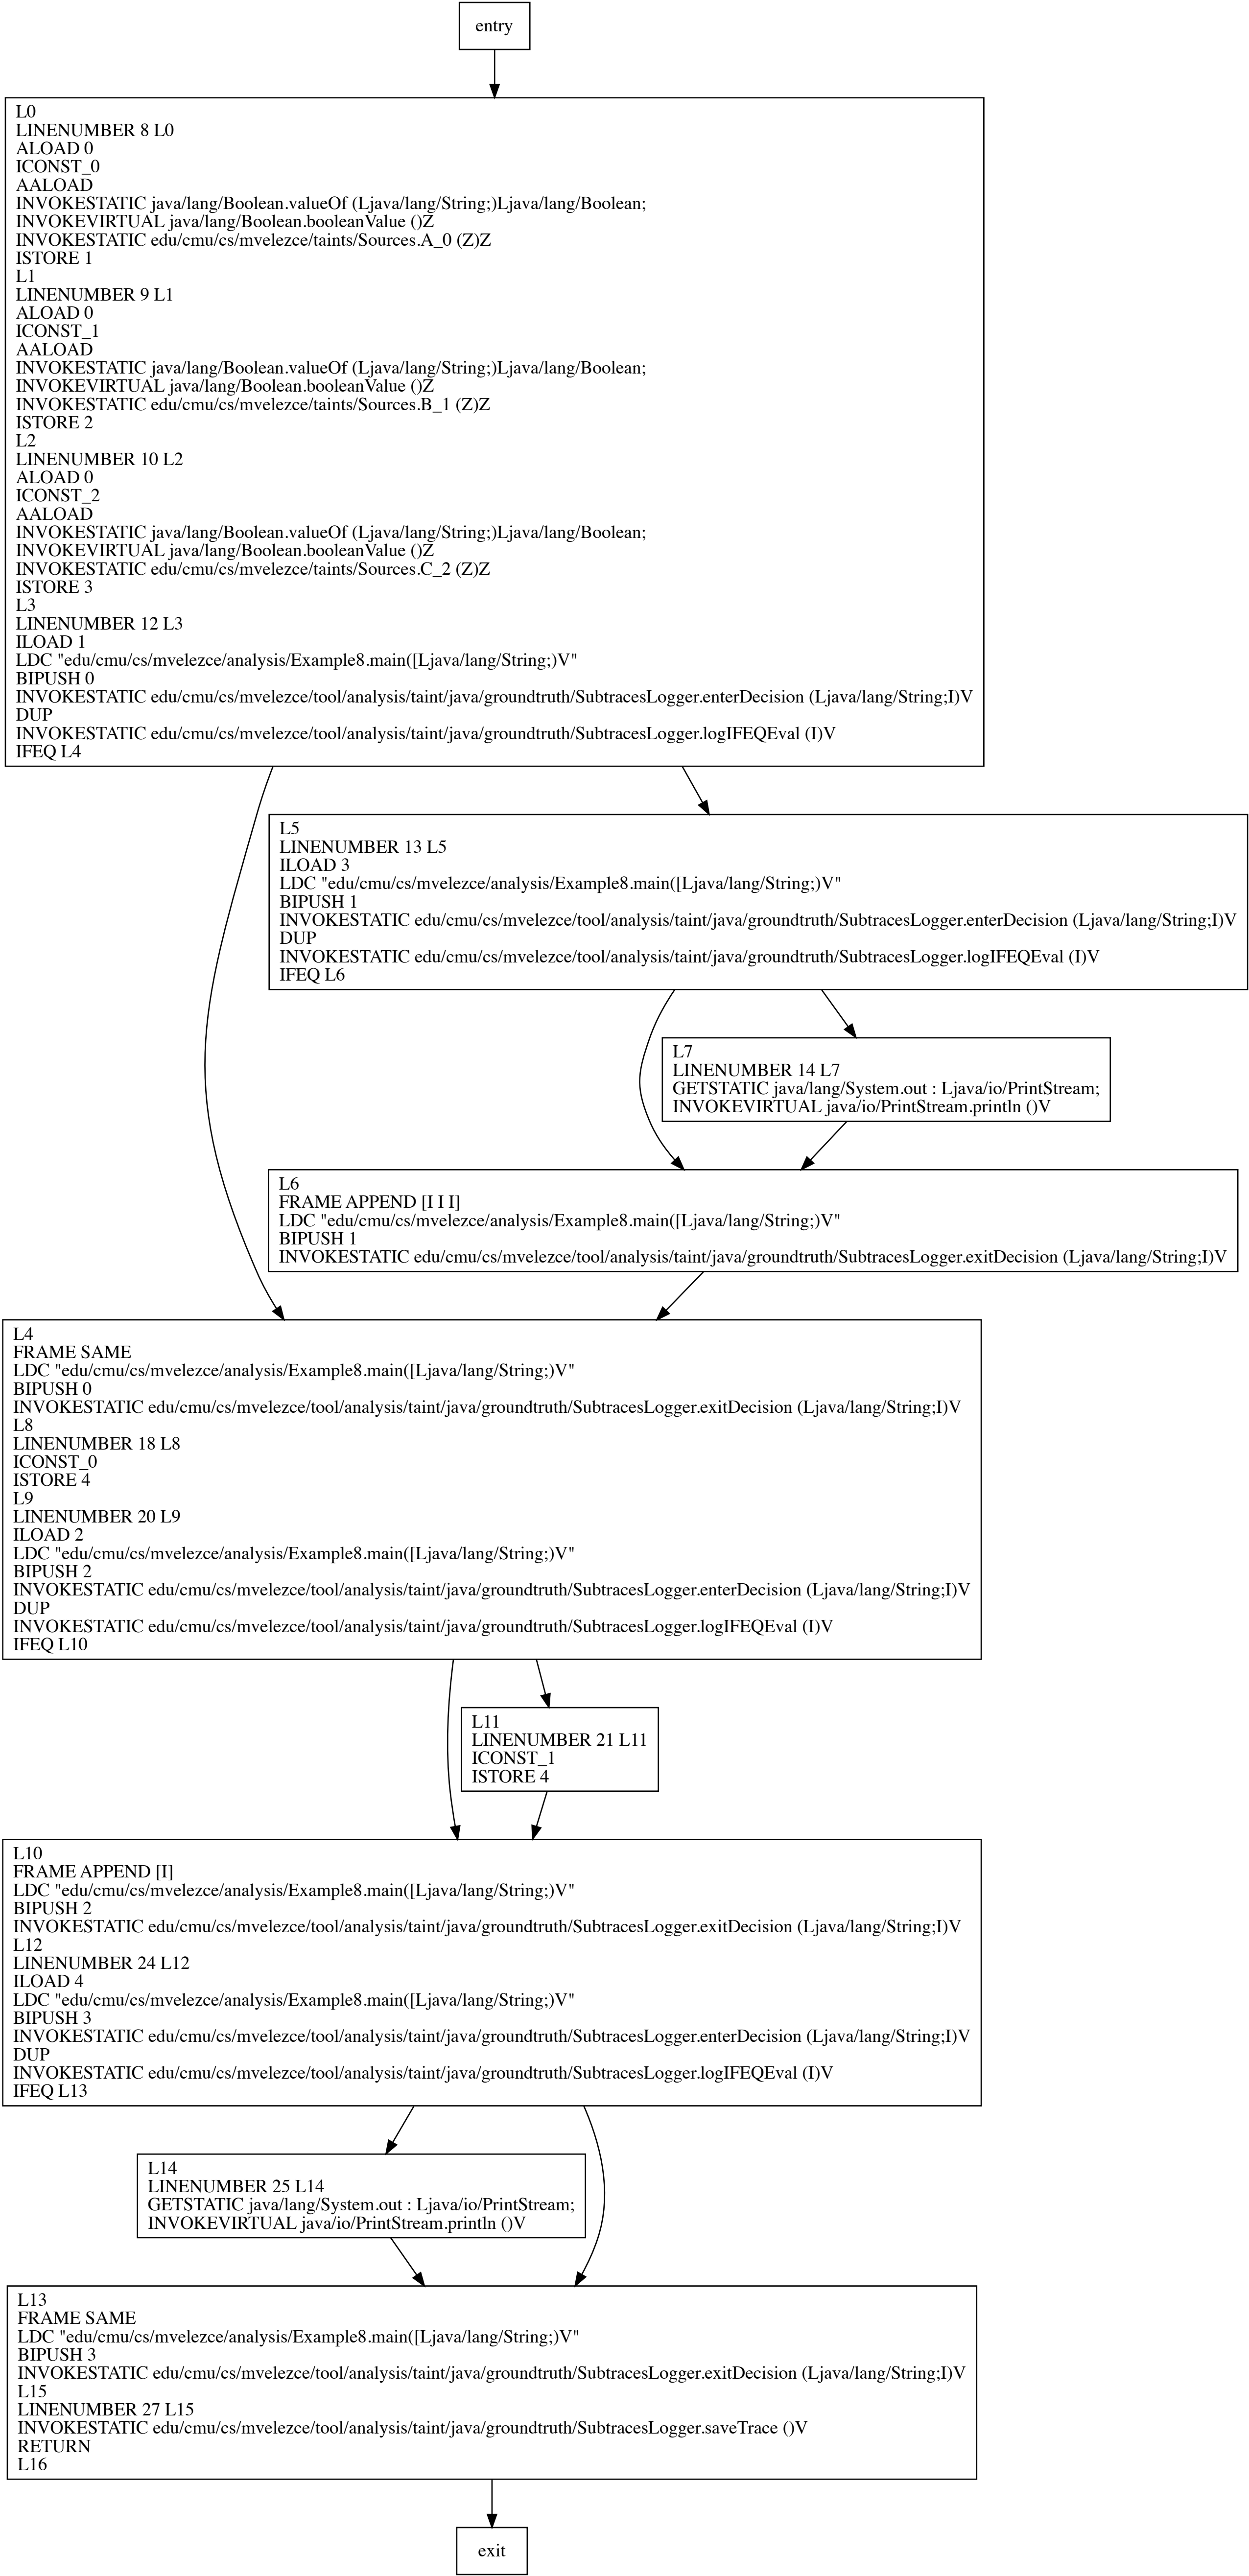 entry
L0
LINENUMBER 8 L0
ALOAD 0
ICONST_0
AALOAD
INVOKESTATIC java/lang/Boolean.valueOf (Ljava/lang/String;)Ljava/lang/Boolean;
INVOKEVIRTUAL java/lang/Boolean.booleanValue ()Z
INVOKESTATIC edu/cmu/cs/mvelezce/taints/Sources.A_0 (Z)Z
ISTORE 1
L1
LINENUMBER 9 L1
ALOAD 0
ICONST_1
AALOAD
INVOKESTATIC java/lang/Boolean.valueOf (Ljava/lang/String;)Ljava/lang/Boolean;
INVOKEVIRTUAL java/lang/Boolean.booleanValue ()Z
INVOKESTATIC edu/cmu/cs/mvelezce/taints/Sources.B_1 (Z)Z
ISTORE 2
L2
LINENUMBER 10 L2
ALOAD 0
ICONST_2
AALOAD
INVOKESTATIC java/lang/Boolean.valueOf (Ljava/lang/String;)Ljava/lang/Boolean;
INVOKEVIRTUAL java/lang/Boolean.booleanValue ()Z
INVOKESTATIC edu/cmu/cs/mvelezce/taints/Sources.C_2 (Z)Z
ISTORE 3
L3
LINENUMBER 12 L3
ILOAD 1
LDC "edu/cmu/cs/mvelezce/analysis/Example8.main([Ljava/lang/String;)V"
BIPUSH 0
INVOKESTATIC edu/cmu/cs/mvelezce/tool/analysis/taint/java/groundtruth/SubtracesLogger.enterDecision (Ljava/lang/String;I)V
DUP
INVOKESTATIC edu/cmu/cs/mvelezce/tool/analysis/taint/java/groundtruth/SubtracesLogger.logIFEQEval (I)V
IFEQ L4
L5
LINENUMBER 13 L5
ILOAD 3
LDC "edu/cmu/cs/mvelezce/analysis/Example8.main([Ljava/lang/String;)V"
BIPUSH 1
INVOKESTATIC edu/cmu/cs/mvelezce/tool/analysis/taint/java/groundtruth/SubtracesLogger.enterDecision (Ljava/lang/String;I)V
DUP
INVOKESTATIC edu/cmu/cs/mvelezce/tool/analysis/taint/java/groundtruth/SubtracesLogger.logIFEQEval (I)V
IFEQ L6
L7
LINENUMBER 14 L7
GETSTATIC java/lang/System.out : Ljava/io/PrintStream;
INVOKEVIRTUAL java/io/PrintStream.println ()V
L6
FRAME APPEND [I I I]
LDC "edu/cmu/cs/mvelezce/analysis/Example8.main([Ljava/lang/String;)V"
BIPUSH 1
INVOKESTATIC edu/cmu/cs/mvelezce/tool/analysis/taint/java/groundtruth/SubtracesLogger.exitDecision (Ljava/lang/String;I)V
L4
FRAME SAME
LDC "edu/cmu/cs/mvelezce/analysis/Example8.main([Ljava/lang/String;)V"
BIPUSH 0
INVOKESTATIC edu/cmu/cs/mvelezce/tool/analysis/taint/java/groundtruth/SubtracesLogger.exitDecision (Ljava/lang/String;I)V
L8
LINENUMBER 18 L8
ICONST_0
ISTORE 4
L9
LINENUMBER 20 L9
ILOAD 2
LDC "edu/cmu/cs/mvelezce/analysis/Example8.main([Ljava/lang/String;)V"
BIPUSH 2
INVOKESTATIC edu/cmu/cs/mvelezce/tool/analysis/taint/java/groundtruth/SubtracesLogger.enterDecision (Ljava/lang/String;I)V
DUP
INVOKESTATIC edu/cmu/cs/mvelezce/tool/analysis/taint/java/groundtruth/SubtracesLogger.logIFEQEval (I)V
IFEQ L10
L11
LINENUMBER 21 L11
ICONST_1
ISTORE 4
L10
FRAME APPEND [I]
LDC "edu/cmu/cs/mvelezce/analysis/Example8.main([Ljava/lang/String;)V"
BIPUSH 2
INVOKESTATIC edu/cmu/cs/mvelezce/tool/analysis/taint/java/groundtruth/SubtracesLogger.exitDecision (Ljava/lang/String;I)V
L12
LINENUMBER 24 L12
ILOAD 4
LDC "edu/cmu/cs/mvelezce/analysis/Example8.main([Ljava/lang/String;)V"
BIPUSH 3
INVOKESTATIC edu/cmu/cs/mvelezce/tool/analysis/taint/java/groundtruth/SubtracesLogger.enterDecision (Ljava/lang/String;I)V
DUP
INVOKESTATIC edu/cmu/cs/mvelezce/tool/analysis/taint/java/groundtruth/SubtracesLogger.logIFEQEval (I)V
IFEQ L13
L14
LINENUMBER 25 L14
GETSTATIC java/lang/System.out : Ljava/io/PrintStream;
INVOKEVIRTUAL java/io/PrintStream.println ()V
L13
FRAME SAME
LDC "edu/cmu/cs/mvelezce/analysis/Example8.main([Ljava/lang/String;)V"
BIPUSH 3
INVOKESTATIC edu/cmu/cs/mvelezce/tool/analysis/taint/java/groundtruth/SubtracesLogger.exitDecision (Ljava/lang/String;I)V
L15
LINENUMBER 27 L15
INVOKESTATIC edu/cmu/cs/mvelezce/tool/analysis/taint/java/groundtruth/SubtracesLogger.saveTrace ()V
RETURN
L16
exit